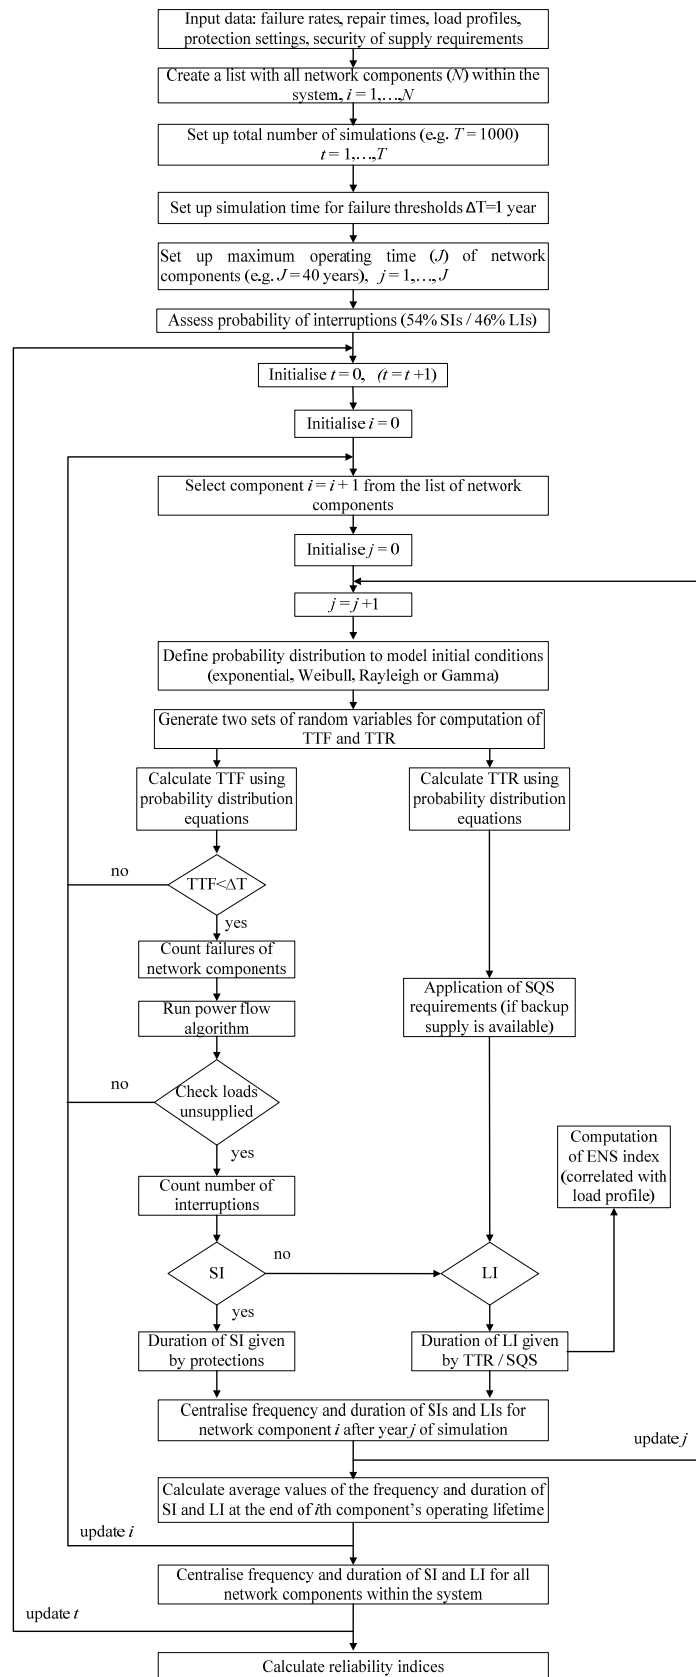 Input data: failure rates, repair times, load profiles,
protection settings, security of supply requirements
Create a list with all network components (N) within the
system, i = 1,…,N
Set up total number of simulations (e.g. T = 1000)
t = 1,…,T
Set up simulation time for failure thresholds ΔT=1 year
Set up maximum operating time (J) of network
components (e.g. J = 40 years), j = 1,…, J
Assess probability of interruptions (54% SIs / 46% LIs)
Initialise t = 0, (t = t +1)
Initialise i = 0
Select component i = i + 1 from the list of network
components
Initialise j = 0
j = j +1
Define probability distribution to model initial conditions
(exponential, Weibull, Rayleigh or Gamma)
Generate two sets of random variables for computation of
TTF and TTR
Calculate TTF using
probability distribution
equations
Calculate TTR using
probability distribution
equations
no
TTF<ΔT
yes
Count failures of
network components
Run power flow
algorithm
Application of SQS
requirements (if backup
supply is available)
no
Check loads
unsupplied
yes
Computation
of ENS index
(correlated with
load profile)
Count number of
interruptions
SI
no
LI
yes
Duration of SI given
by protections
Duration of LI given
by TTR / SQS
Centralise frequency and duration of SIs and LIs for
network component i after year j of simulation
update j
Calculate average values of the frequency and duration of
SI and LI at the end of ith component's operating lifetime
update i
Centralise frequency and duration of SI and LI for all
network components within the system
update t
Calculate reliability indices